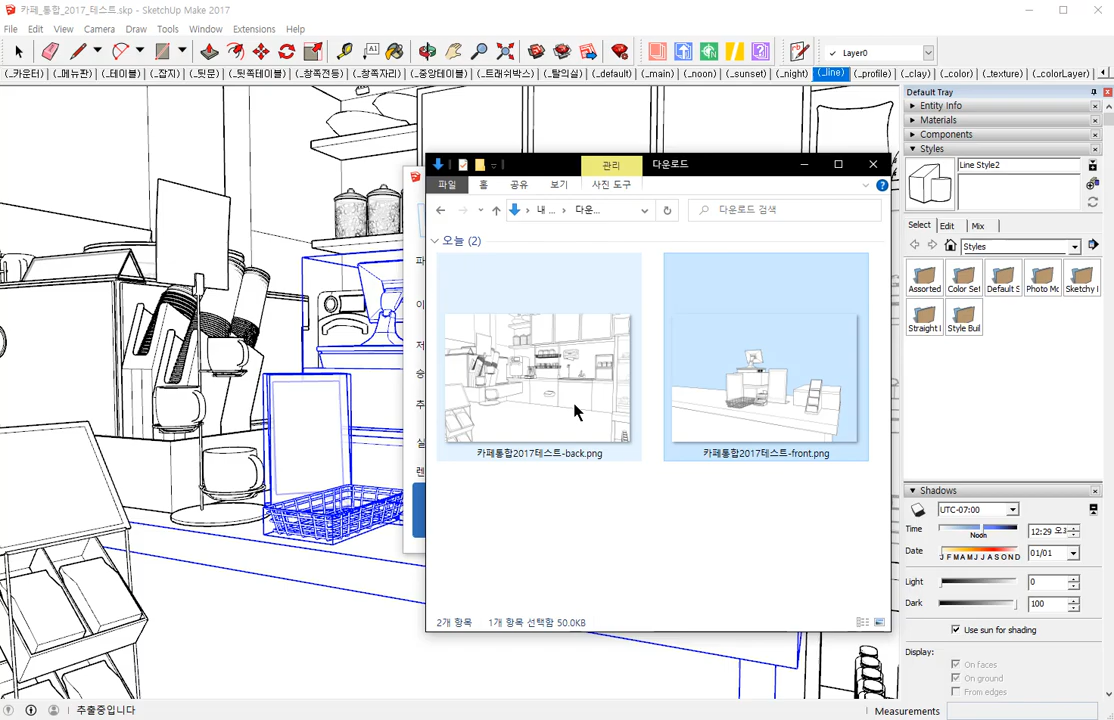 카페_통합_2017_테스트.skp - SketchUp Make 2017
File Edit View Camera Draw Tools Window Extensions Help
A1
Layer0
(_카운터) (_메뉴판) (_테이블) (_잡지) (_뒷문) (_뒷쪽테이블) (_창쪽전등) (_창쪽자리) (_중앙테이블) (_트래쉬박스) (_탈의실) (_default) (_main) (_noon) (_sunset) (_night) (_line) (_profile) (_clay) (_color) (_texture) (_colorLayer)
Default Tray
Entity Info
Materials
Components
Styles
Line Style2
Select Edit Mix
Styles
Assorted Color Set Default S Photo Mo Sketchy I
Straight I Style Buil
Shadows
UTC-07:00
Time Noon 12:29 오후
Date J F M A M J J A S O N D 01/01
Light 0
Dark 100
Use sun for shading
Display:
On faces
On ground
From edges
관리 다운로드
파일 홈 공유 보기 사진 도구
내 ... 다운... 다운로드 검색
오늘 (2)
카페통합2017테스트-back.png 카페통합2017테스트-front.png
2개 항목 1개 항목 선택함 50.0KB
추출중입니다
Measurements